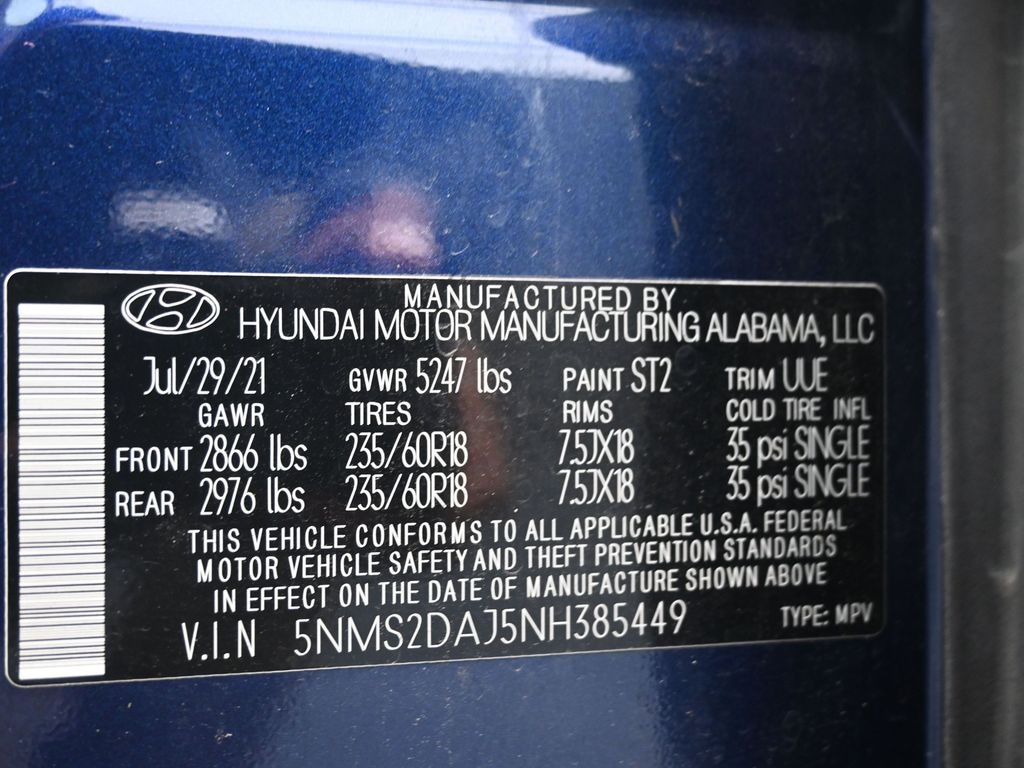 MANUFACTURED BY
HYUNDAI MOTOR MANUFACTURING ALABAMA, LLC
Jul/29/21 GVWR 5247 lbs PAINT ST2 TRIM UUE
GAWR TIRES RIMS COLD TIRE INFL
FRONT 2866 lbs 235/60R18 7.5JX18 35 psi SINGLE
REAR 2976 lbs 235/60R18 7.5JX18 35 psi SINGLE
THIS VEHICLE CONFORMS TO ALL APPLICABLE U.S.A. FEDERAL
MOTOR VEHICLE SAFETY AND THEFT PREVENTION STANDARDS
IN EFFECT ON THE DATE OF MANUFACTURE SHOWN ABOVE
V.I.N 5NMS2DAJ5NH385449 TYPE: MPV